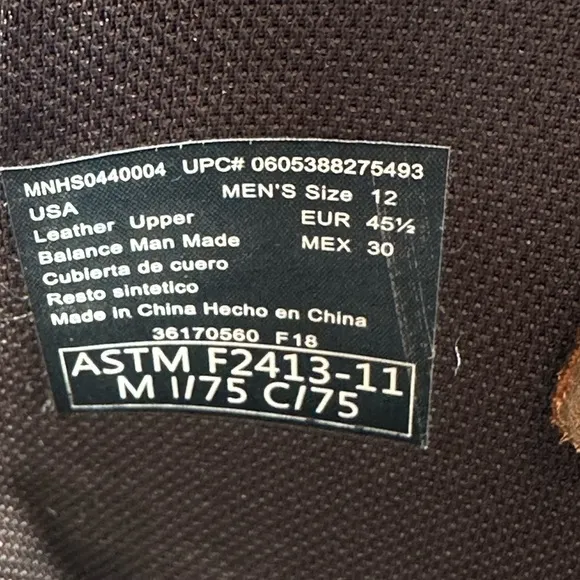 MNHS0440004 UPC# 0605388275493
USA MEN'S Size 12
Leather Upper EUR 45½
Balance Man Made MEX 30
Cubierta de cuero
Resto sintetico
Made in China Hecho en China
36170560 F18
ASTM F2413-11
M I/75 C/75